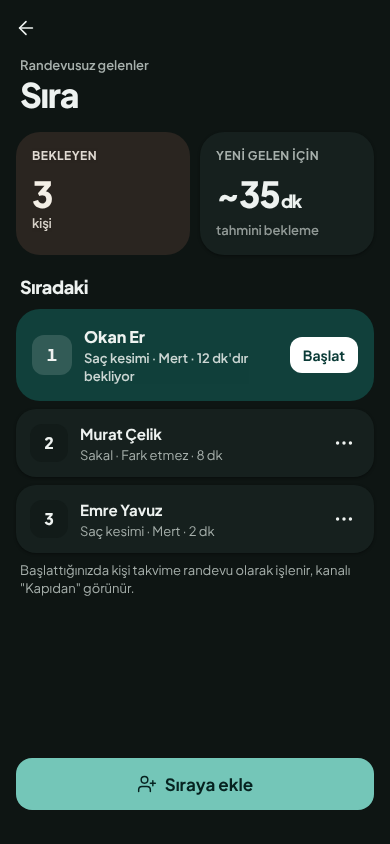 Randevusuz gelenler
Sıra
BEKLEYEN
3
kişi
YENİ GELEN İÇİN
~35dk
tahmini bekleme
Sıradaki
1
Okan Er
Saç kesimi · Mert · 12 dk'dır
bekliyor
Başlat
2
Murat Çelik
Sakal · Fark etmez · 8 dk
3
Emre Yavuz
Saç kesimi · Mert · 2 dk
Başlattığınızda kişi takvime randevu olarak işlenir, kanalı
"Kapıdan" görünür.
Sıraya ekle